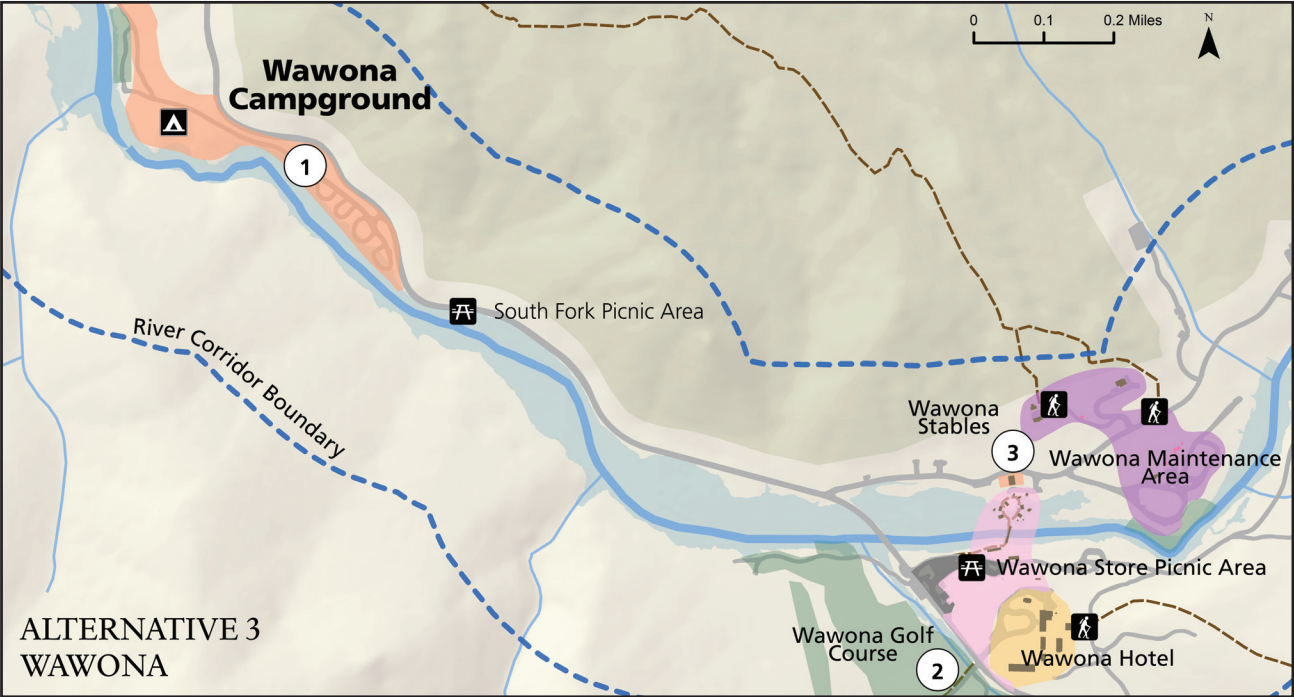 0 0.1 0.2 Miles
N
Wawona
Campground
1
South Fork Picnic Area
River Corridor Boundary
Wawona
Stables
3
Wawona Maintenance
Area
Wawona Store Picnic Area
Wawona Golf
Course
2
Wawona Hotel
ALTERNATIVE 3
WAWONA